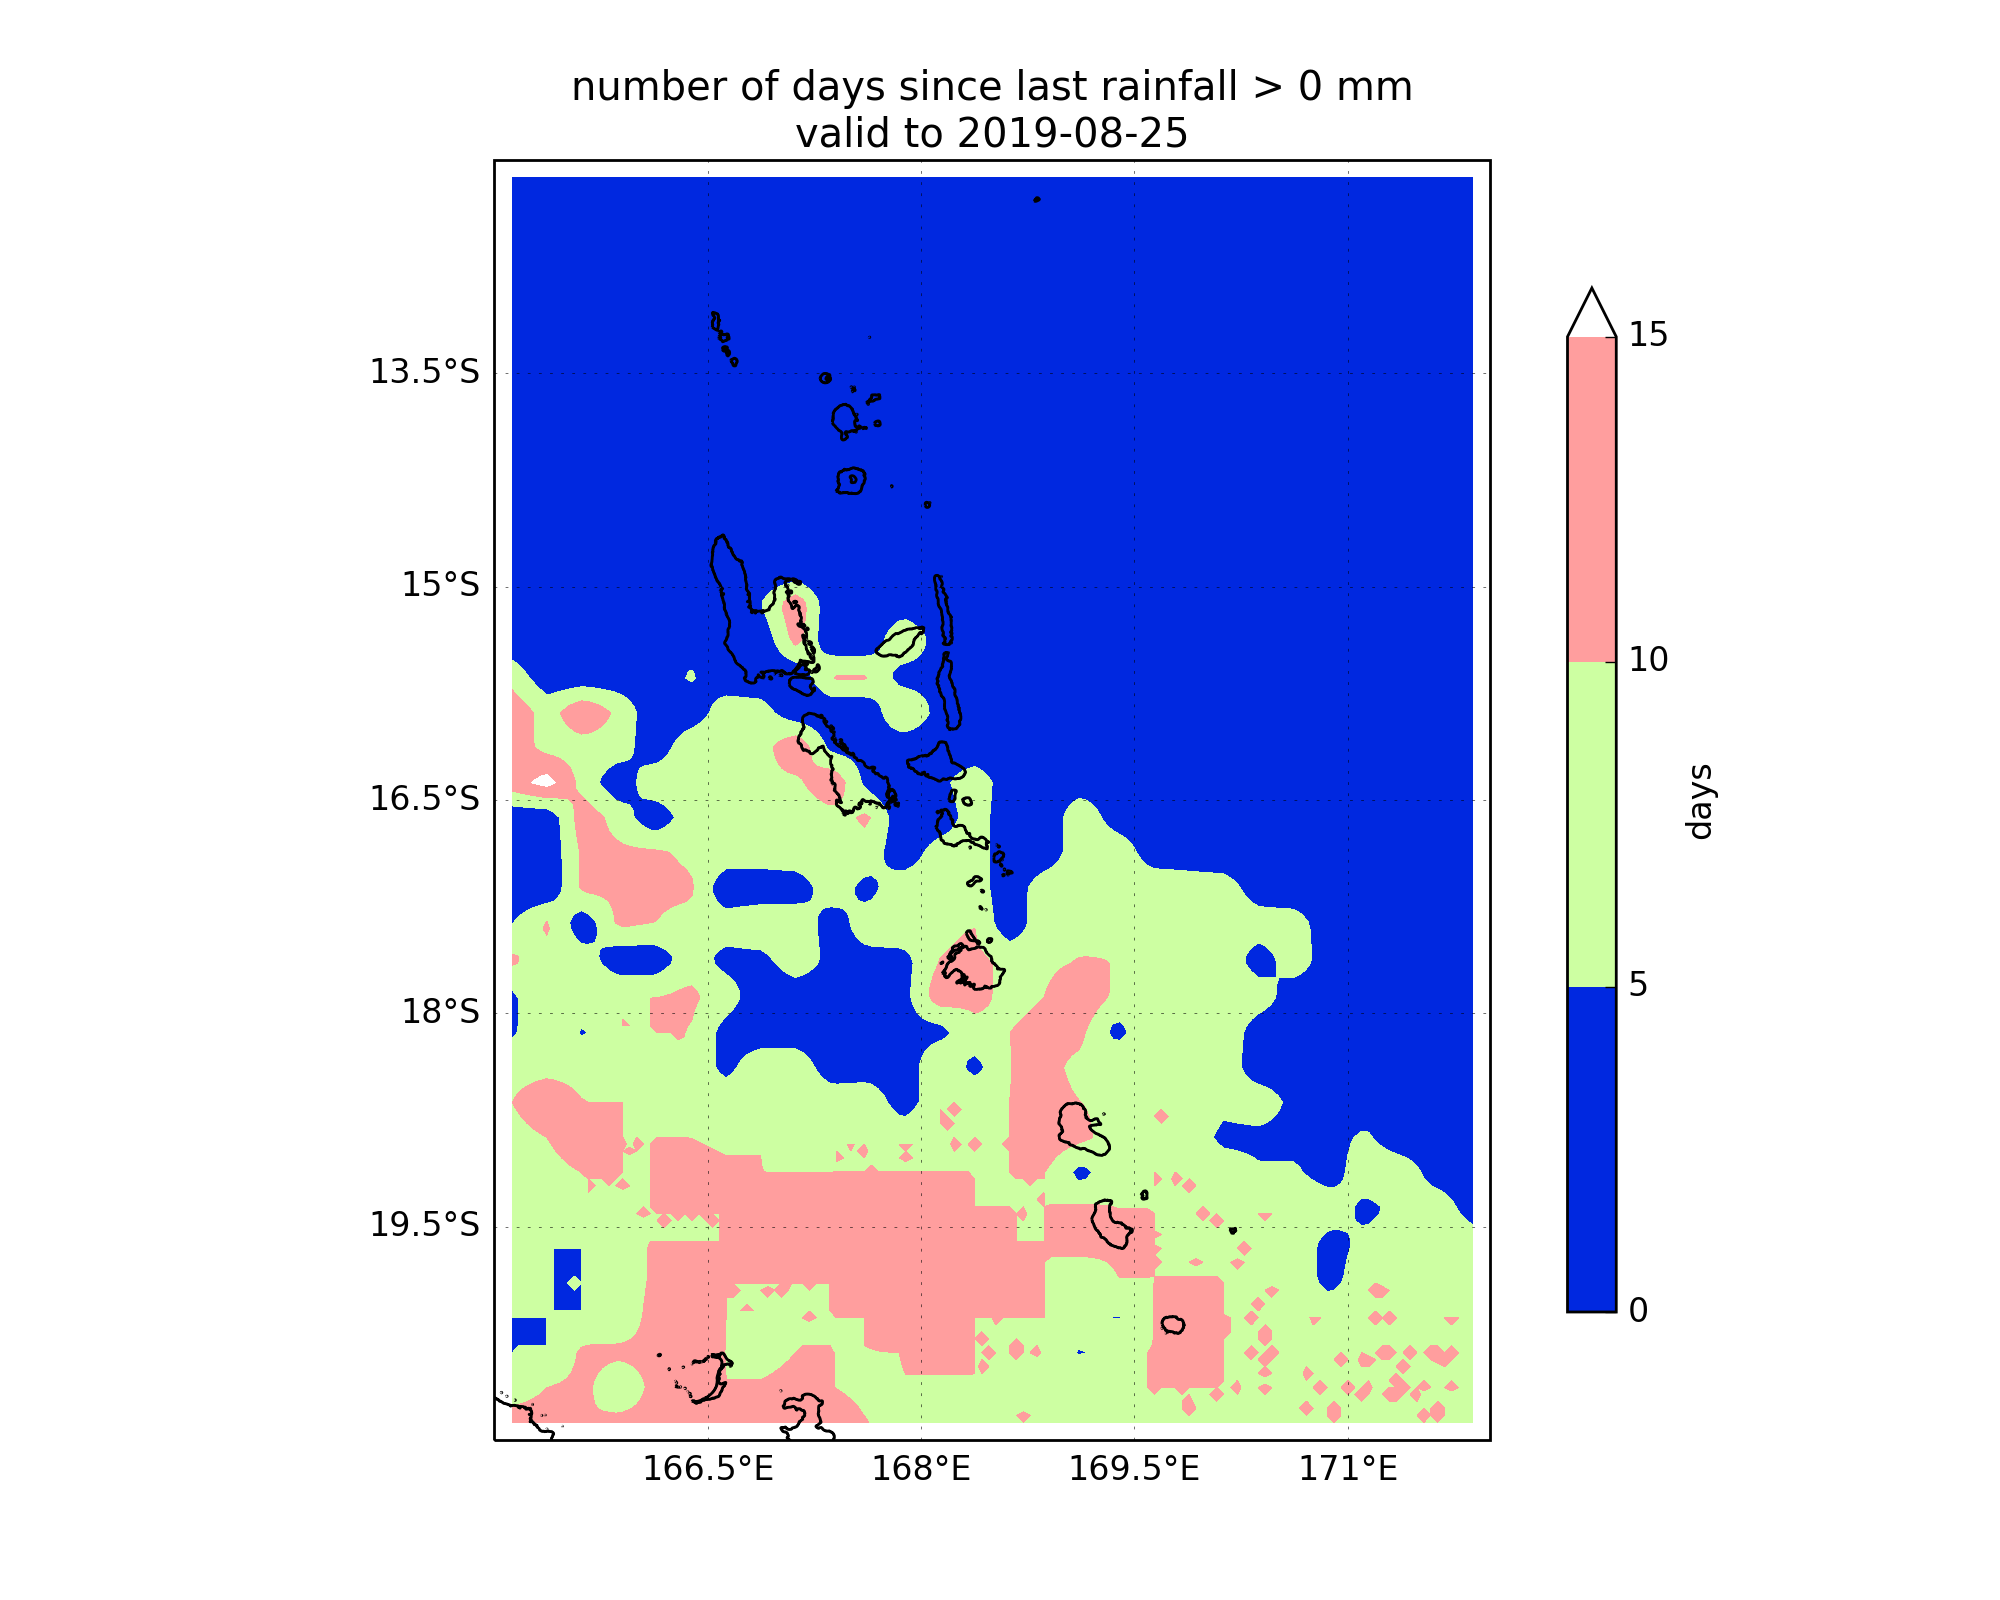 number of days since last rainfall > 0 mm
valid to 2019-08-25
13.5°S
15°S
16.5°S
18°S
19.5°S
166.5°E
168°E
169.5°E
171°E
15
10
5
0
days